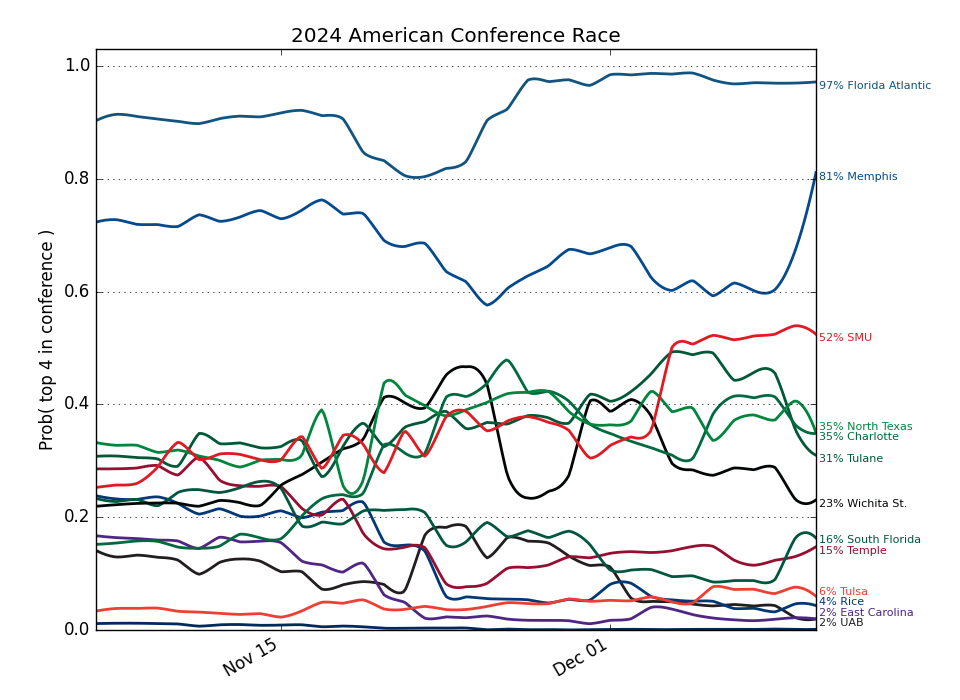 2024 American Conference Race
Prob( top 4 in conference )
1.0
0.8
0.6
0.4
0.2
0.0
Nov 15
Dec 01
97% Florida Atlantic
81% Memphis
52% SMU
35% North Texas
35% Charlotte
31% Tulane
23% Wichita St.
16% South Florida
15% Temple
6% Tulsa
4% Rice
2% East Carolina
2% UAB